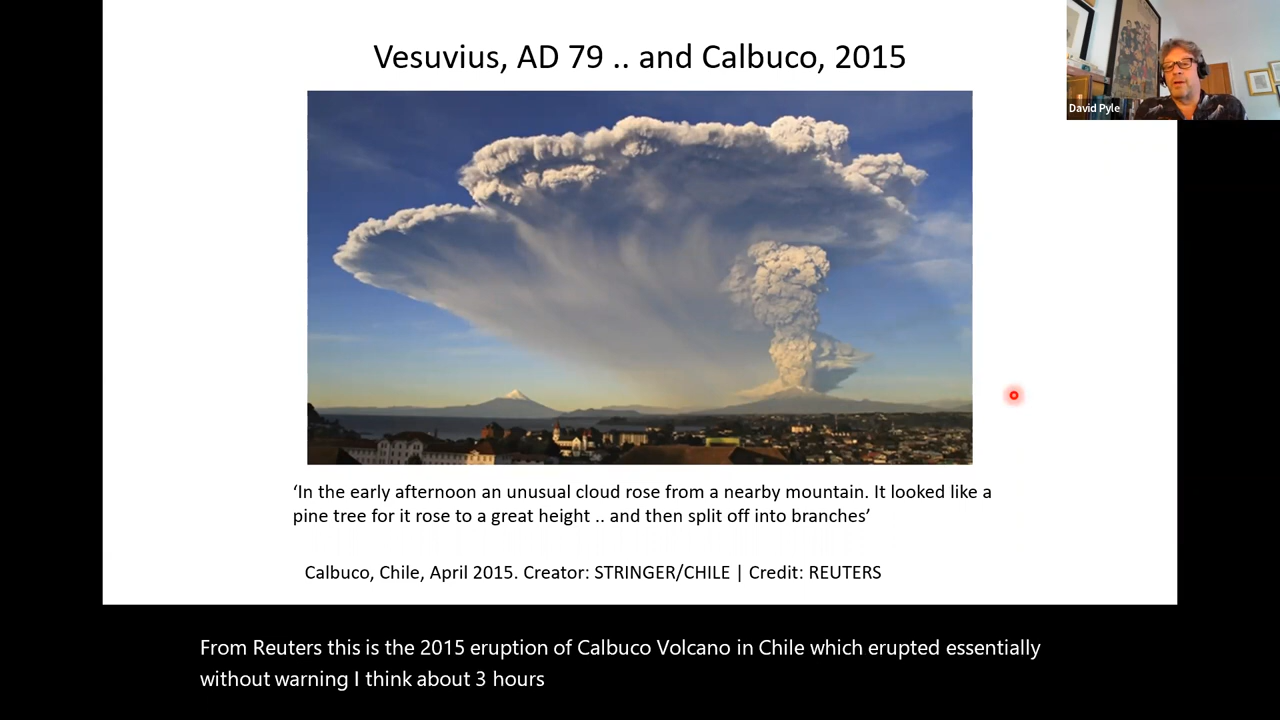 Vesuvius, AD 79 .. and Calbuco, 2015
David Pyle
‘In the early afternoon an unusual cloud rose from a nearby mountain. It looked like a
pine tree for it rose to a great height .. and then split off into branches’
Calbuco, Chile, April 2015. Creator: STRINGER/CHILE | Credit: REUTERS
From Reuters this is the 2015 eruption of Calbuco Volcano in Chile which erupted essentially
without warning I think about 3 hours